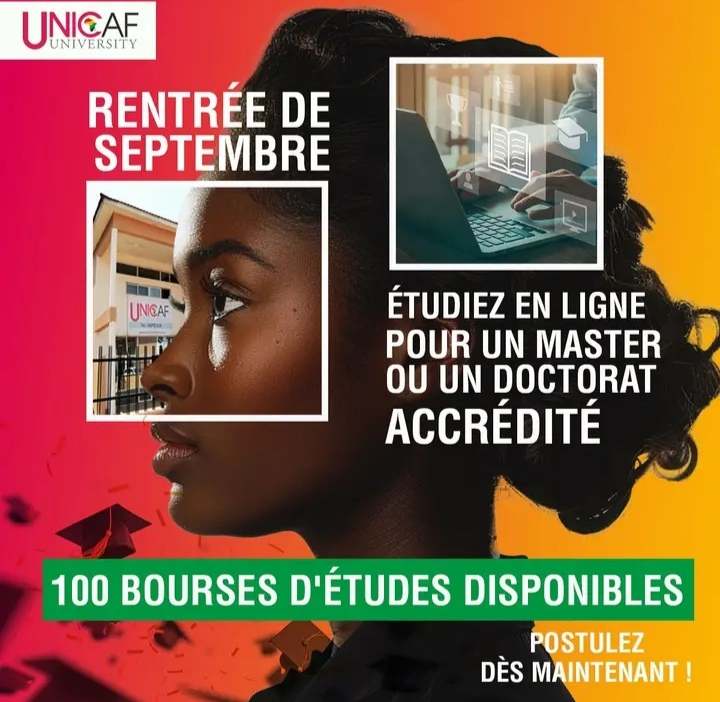 UNICAF
UNIVERSITY
RENTRÉE DE
SEPTEMBRE
UNICAF
ÉTUDIEZ EN LIGNE
POUR UN MASTER
OU UN DOCTORAT
ACCRÉDITÉ
100 BOURSES D'ÉTUDES DISPONIBLES
POSTULEZ
DÈS MAINTENANT !